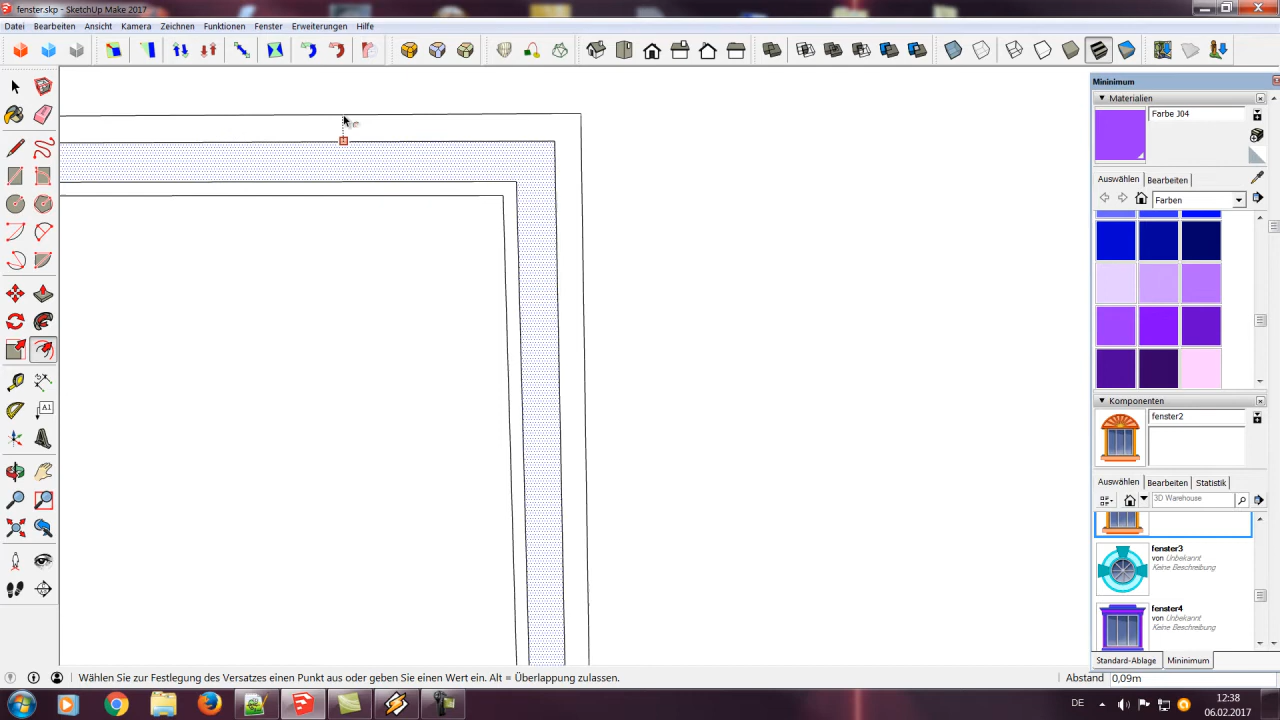 fenster.skp - SketchUp Make 2017
Datei Bearbeiten Ansicht Kamera Zeichnen Funktionen Fenster Erweiterungen Hilfe
Mininimum
Materialien
Farbe J04
Auswählen Bearbeiten
Farben
Komponenten
fenster2
Auswählen Bearbeiten Statistik
3D Warehouse
fenster3
von Unbekannt
Keine Beschreibung
fenster4
von Unbekannt
Keine Beschreibung
A1
Standard-Ablage Mininimum
Wählen Sie zur Festlegung des Versatzes einen Punkt aus oder geben Sie einen Wert ein. Alt = Überlappung zulassen.
Abstand 0,09m
DE
12:38
06.02.2017